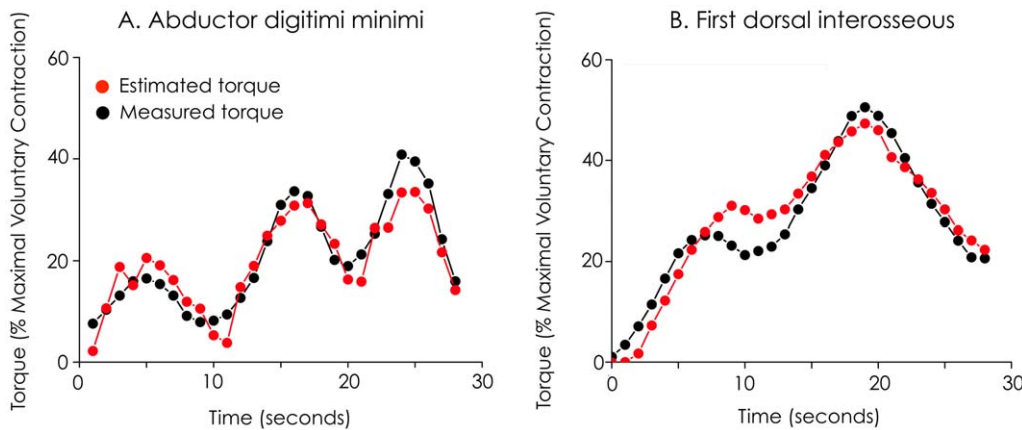 A. Abductor digitimi minimi
Torque (% Maximal Voluntary Contraction)
60
40
20
0
Estimated torque
Measured torque
0
10
20
30
Time (seconds)
B. First dorsal interosseous
Torque (% Maximal Voluntary Contraction)
60
40
20
0
0
10
20
30
Time (seconds)